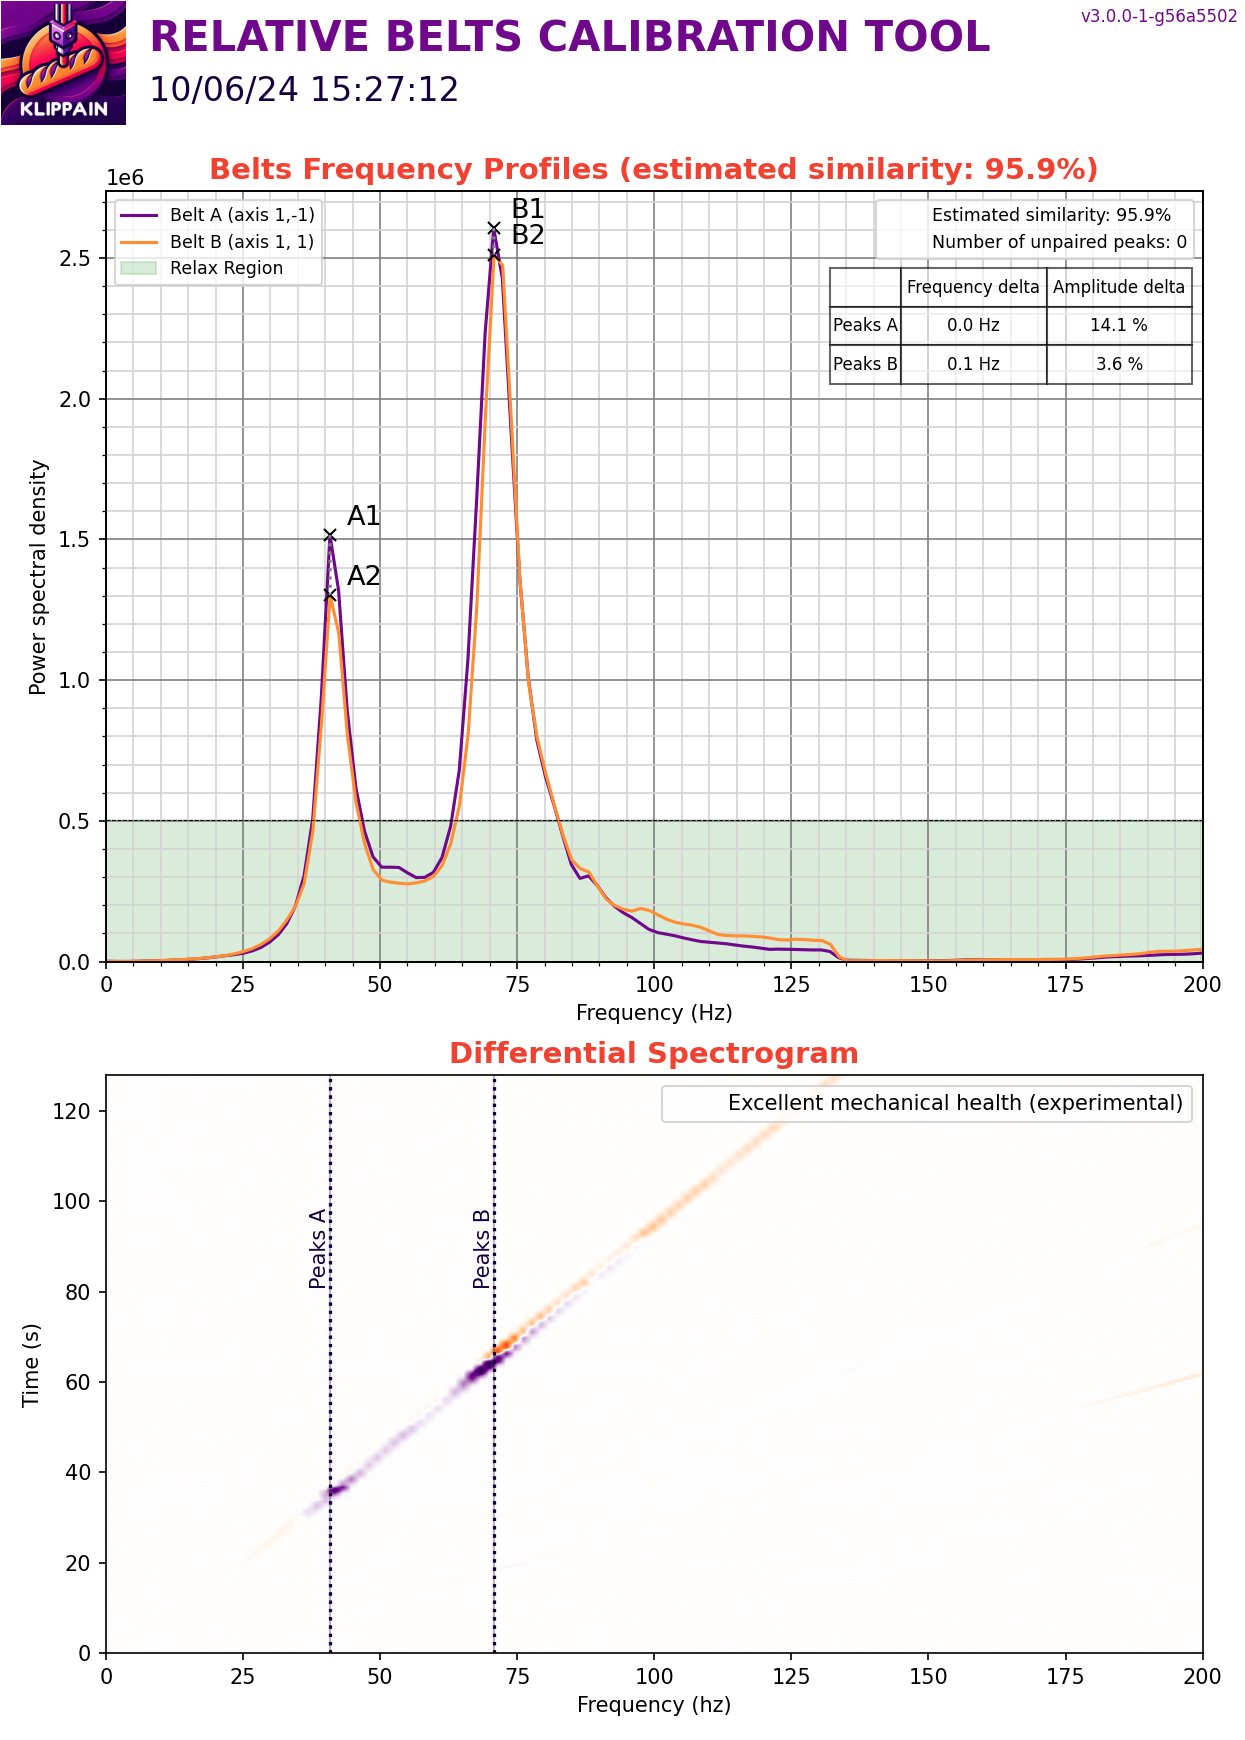 KLIPPAIN
RELATIVE BELTS CALIBRATION TOOL
10/06/24 15:27:12
v3.0.0-1-g56a5502
Belts Frequency Profiles (estimated similarity: 95.9%)
1e6
Belt A (axis 1,-1)
Belt B (axis 1, 1)
Relax Region
B1
B2
A1
A2
Estimated similarity: 95.9%
Number of unpaired peaks: 0
Frequency delta Amplitude delta
Peaks A 0.0 Hz 14.1 %
Peaks B 0.1 Hz 3.6 %
Power spectral density
2.5
2.0
1.5
1.0
0.5
0.0
0 25 50 75 100 125 150 175 200
Frequency (Hz)
Differential Spectrogram
Excellent mechanical health (experimental)
Peaks A
Peaks B
Time (s)
120
100
80
60
40
20
0
0 25 50 75 100 125 150 175 200
Frequency (hz)